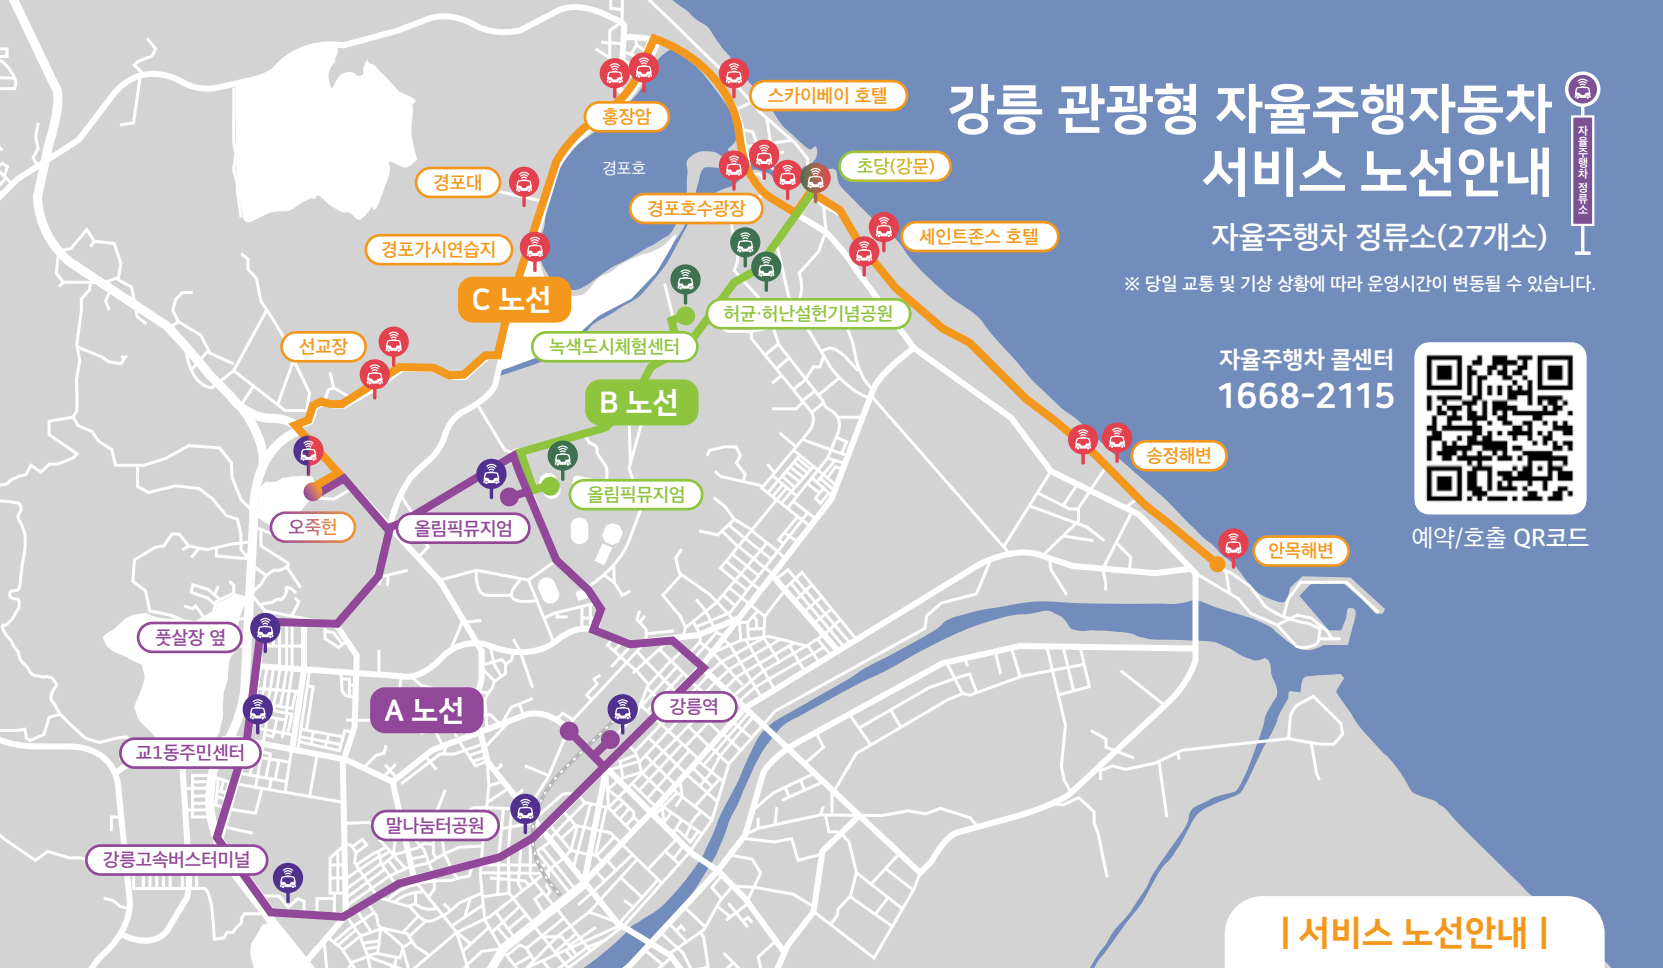 강릉 관광형 자율주행자동차
서비스 노선안내
자율주행차 정류소
자율주행차 정류소(27개소)
※ 당일 교통 및 기상 상황에 따라 운영시간이 변동될 수 있습니다.
자율주행차 콜센터
1668-2115
예약/호출 QR코드
스카이베이 호텔
홍장암
경포호
초당(강문)
경포대
경포호수광장
세인트존스 호텔
경포가시연습지
C 노선
허균·허난설헌기념공원
선교장
녹색도시체험센터
B 노선
송정해변
올림픽뮤지엄
오죽헌
올림픽뮤지엄
안목해변
풋살장 옆
A 노선
강릉역
교1동주민센터
말나눔터공원
강릉고속버스터미널
| 서비스 노선안내 |